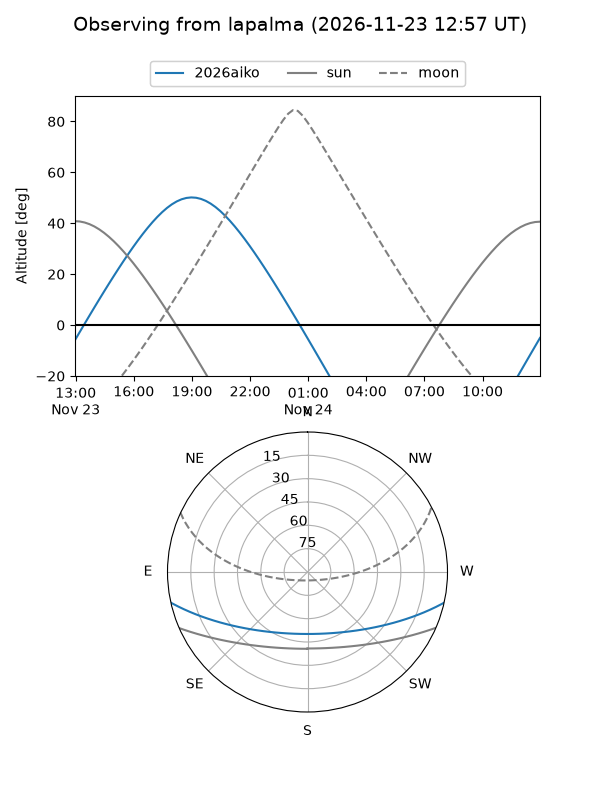 Observing from lapalma (2026-11-23 12:57 UT)
2026aiko sun moon
Altitude [deg]
80
60
40
20
0
−20
13:00 16:00 19:00 22:00 01:00 04:00 07:00 10:00
Nov 23 Nov 24
N
NE NW
15
30
45
60
75
E W
SE SW
S